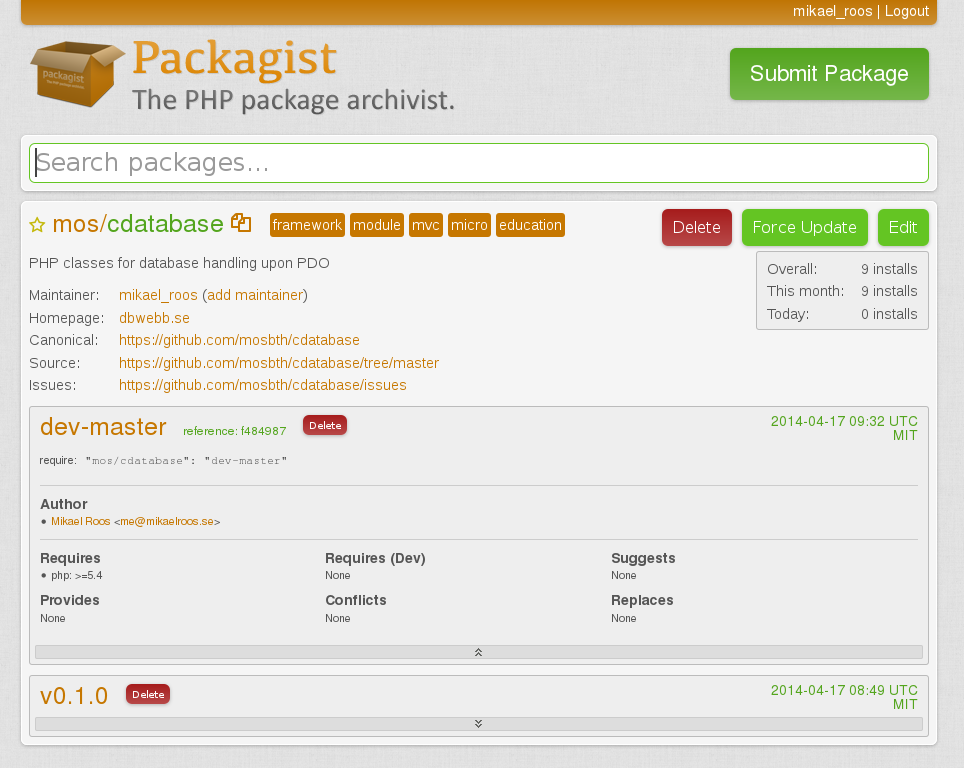 mikael_roos | Logout
packagist
The PHP package archivist
Packagist
The PHP package archivist.
Submit Package
Search packages...
mos/cdatabase framework module mvc micro education Delete Force Update Edit
PHP classes for database handling upon PDO
Overall: 9 installs
This month: 9 installs
Today: 0 installs
Maintainer: mikael_roos (add maintainer)
Homepage: dbwebb.se
Canonical: https://github.com/mosbth/cdatabase
Source: https://github.com/mosbth/cdatabase/tree/master
Issues: https://github.com/mosbth/cdatabase/issues
dev-master reference: f484987 Delete 2014-04-17 09:32 UTC
MIT
require: "mos/cdatabase": "dev-master"
Author
• Mikael Roos <me@mikaelroos.se>
Requires Requires (Dev) Suggests
• php: >=5.4 None None
Provides Conflicts Replaces
None None None
v0.1.0 Delete 2014-04-17 08:49 UTC
MIT